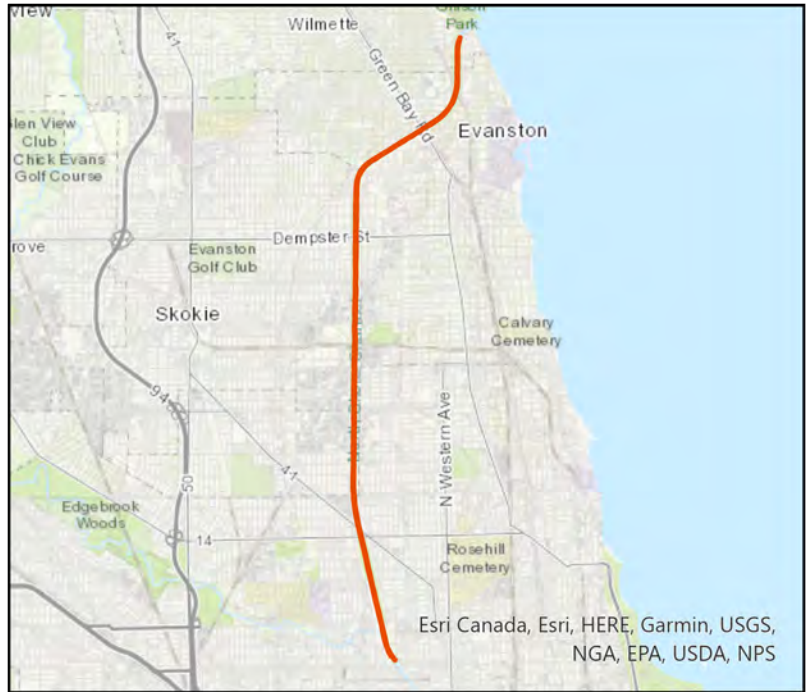 view
41
Wilmette
Gillson
Park
Green Bay Rd
Evanston
Glen View
Club
Chick Evans
Golf Course
rove
Dempster St
Evanston
Golf Club
Skokie
Calvary
Cemetery
94
50
41
N Western Ave
Edgebrook
Woods
14
Rosehill
Cemetery
Esri Canada, Esri, HERE, Garmin, USGS,
NGA, EPA, USDA, NPS